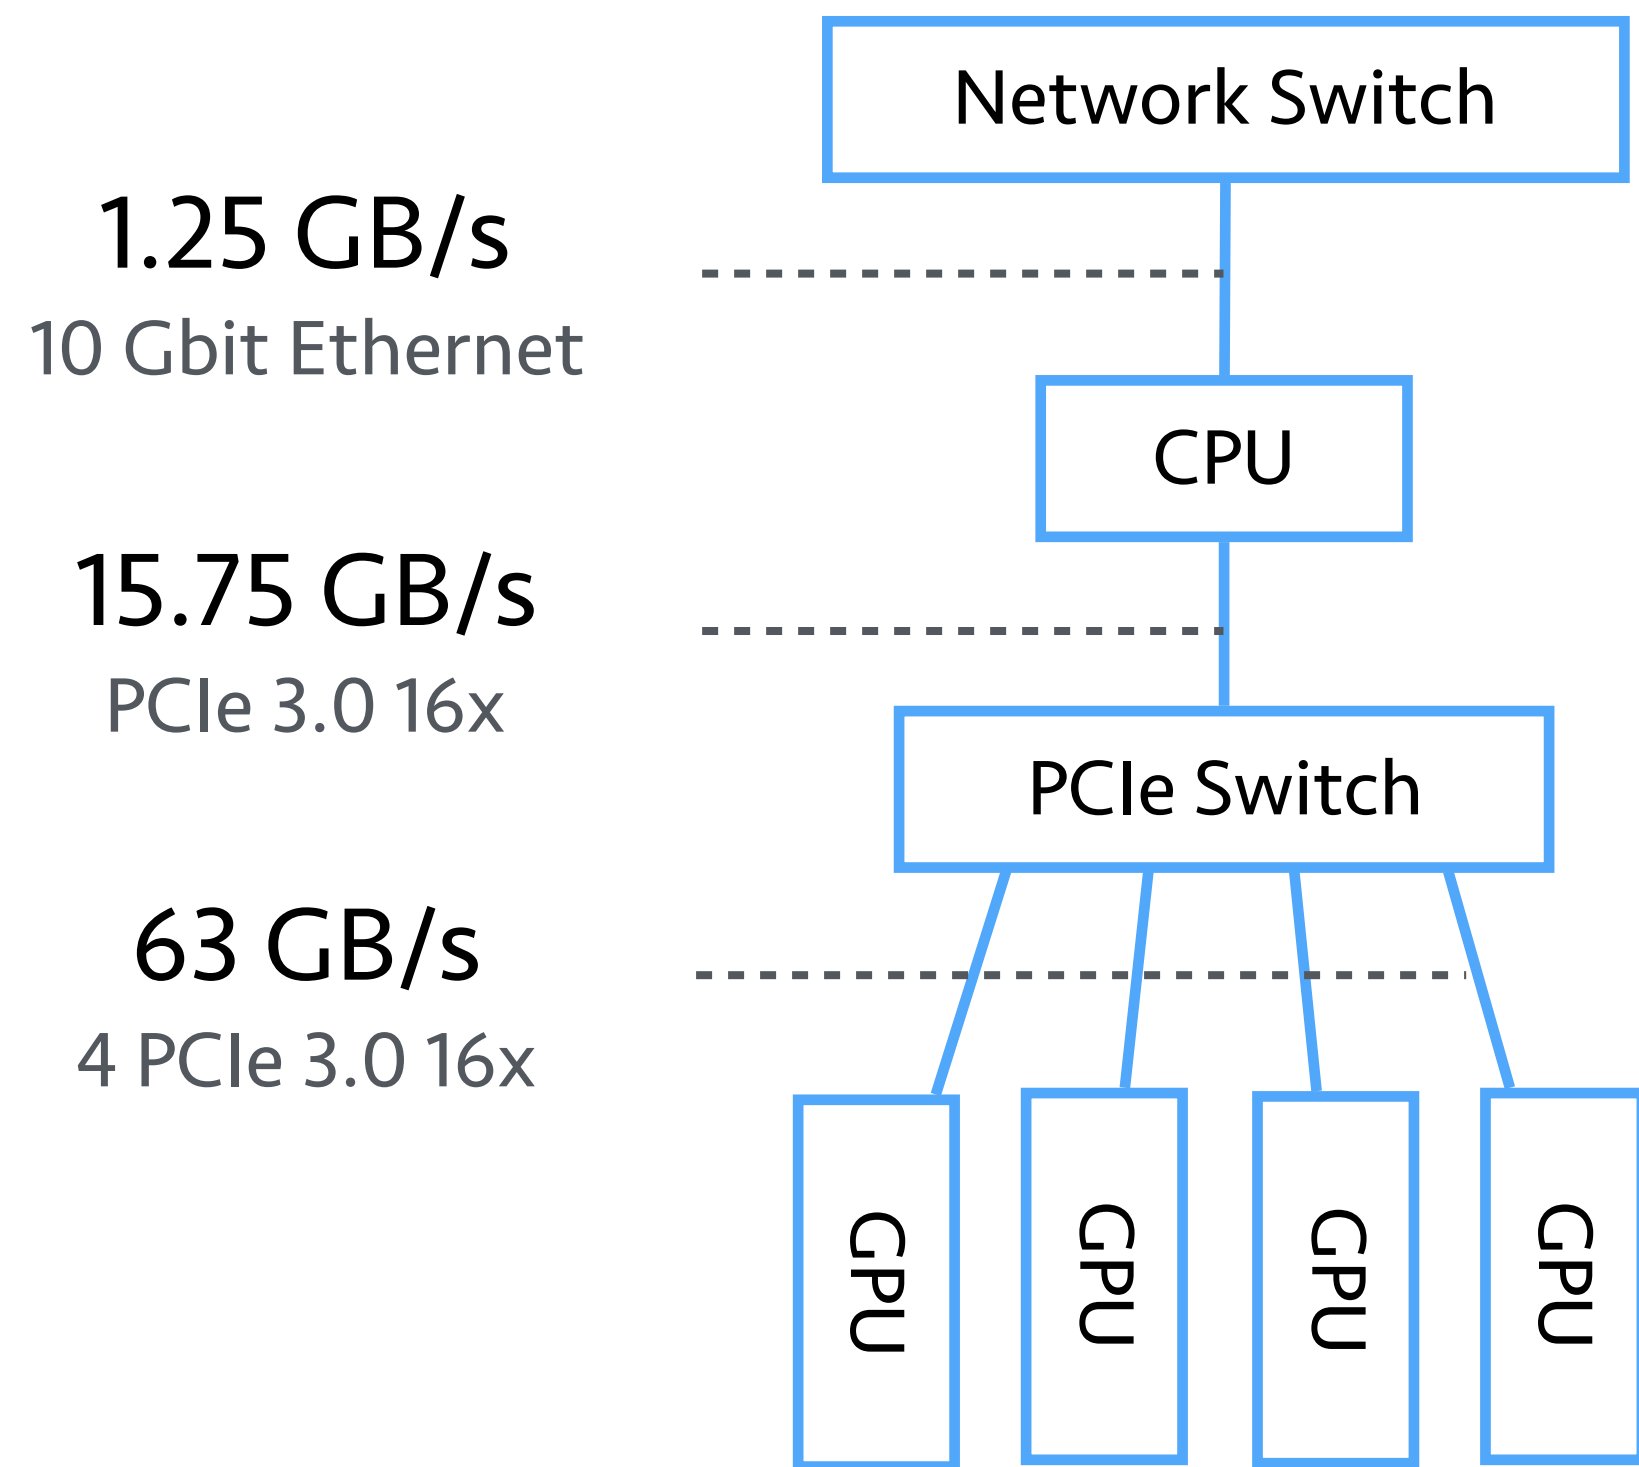 Network Switch
1.25 GB/s
10 Gbit Ethernet
CPU
15.75 GB/s
PCIe 3.0 16x
PCIe Switch
63 GB/s
4 PCIe 3.0 16x
GPU
GPU
GPU
GPU